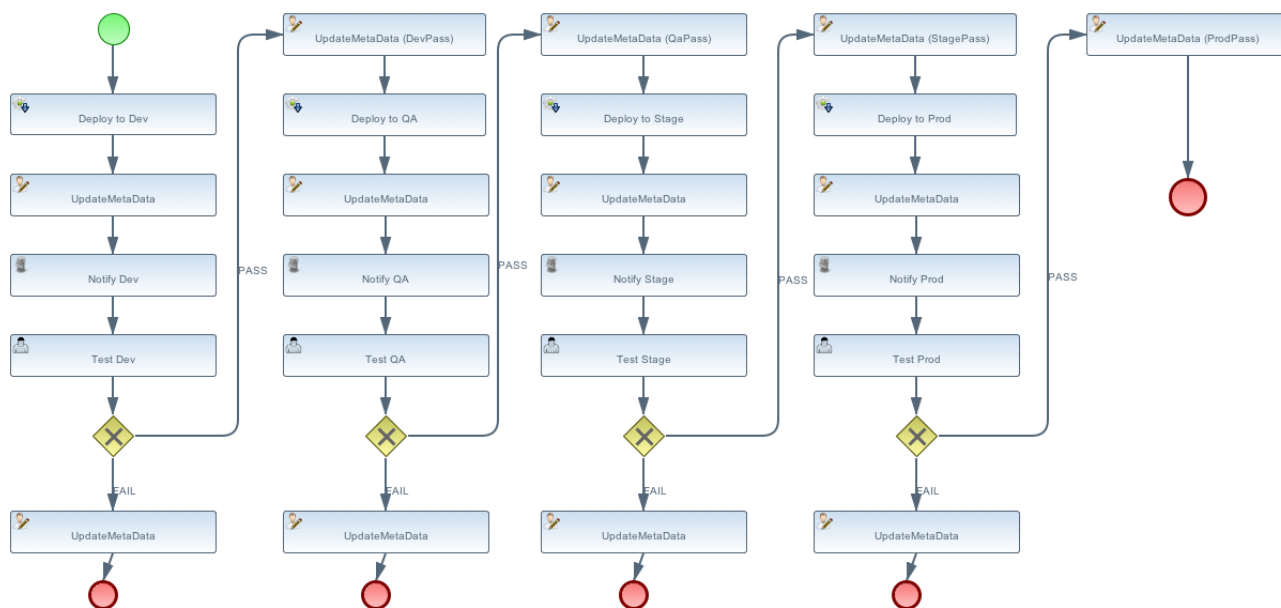 UpdateMetaData (DevPass)
UpdateMetaData (QaPass)
UpdateMetaData (StagePass)
UpdateMetaData (ProdPass)
Deploy to Dev
Deploy to QA
Deploy to Stage
Deploy to Prod
UpdateMetaData
UpdateMetaData
UpdateMetaData
UpdateMetaData
Notify Dev
PASS
Notify QA
PASS
Notify Stage
PASS
Notify Prod
PASS
Test Dev
Test QA
Test Stage
Test Prod
FAIL
FAIL
FAIL
FAIL
UpdateMetaData
UpdateMetaData
UpdateMetaData
UpdateMetaData